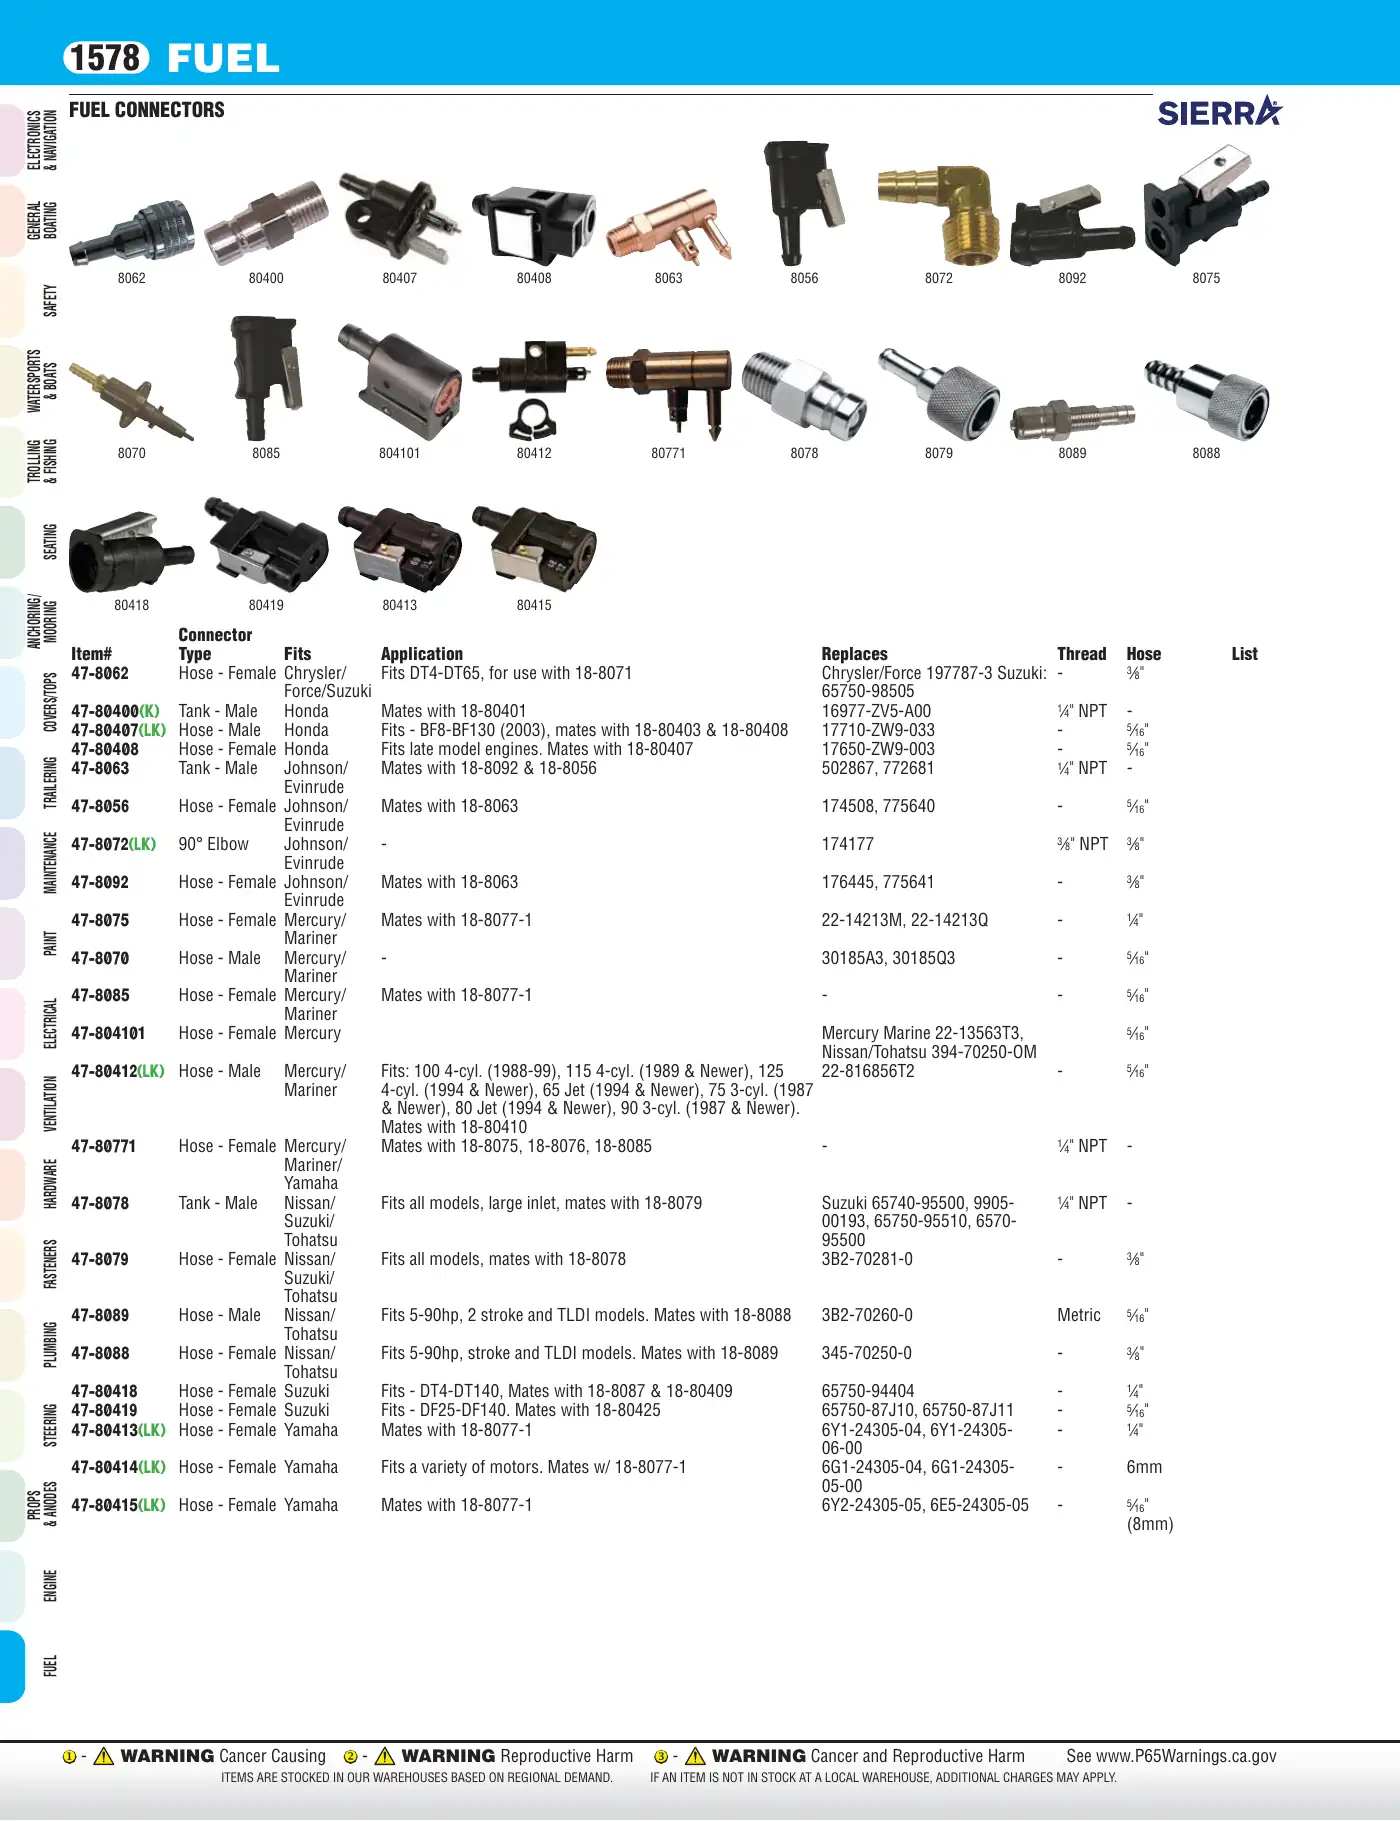 1578 FUEL
FUEL CONNECTORS
SIERRA
ELECTRONICS
& NAVIGATION
GENERAL
BOATING
SAFETY
WATERSPORTS
& BOATS
TROLLING
& FISHING
SEATING
ANCHORING/
MOORING
COVERS/TOPS
TRAILERING
MAINTENANCE
PAINT
ELECTRICAL
VENTILATION
HARDWARE
FASTENERS
PLUMBING
STEERING
PROPS
& ANODES
ENGINE
FUEL
8062 80400 80407 80408 8063 8056 8072 8092 8075
8070 8085 804101 80412 80771 8078 8079 8089 8088
80418 80419 80413 80415
Connector
Item# Type Fits Application Replaces Thread Hose List
47-8062 Hose - Female Chrysler/ Fits DT4-DT65, for use with 18-8071 Chrysler/Force 197787-3 Suzuki: - ⅜"
Force/Suzuki 65750-98505
47-80400(K) Tank - Male Honda Mates with 18-80401 16977-ZV5-A00 ¼" NPT -
47-80407(LK) Hose - Male Honda Fits - BF8-BF130 (2003), mates with 18-80403 & 18-80408 17710-ZW9-033 - 5⁄16"
47-80408 Hose - Female Honda Fits late model engines. Mates with 18-80407 17650-ZW9-003 - 5⁄16"
47-8063 Tank - Male Johnson/ Mates with 18-8092 & 18-8056 502867, 772681 ¼" NPT -
Evinrude
47-8056 Hose - Female Johnson/ Mates with 18-8063 174508, 775640 - 5⁄16"
Evinrude
47-8072(LK) 90° Elbow Johnson/ - 174177 ⅜" NPT ⅜"
Evinrude
47-8092 Hose - Female Johnson/ Mates with 18-8063 176445, 775641 - ⅜"
Evinrude
47-8075 Hose - Female Mercury/ Mates with 18-8077-1 22-14213M, 22-14213Q - ¼"
Mariner
47-8070 Hose - Male Mercury/ - 30185A3, 30185Q3 - 5⁄16"
Mariner
47-8085 Hose - Female Mercury/ Mates with 18-8077-1 - - 5⁄16"
Mariner
47-804101 Hose - Female Mercury Mercury Marine 22-13563T3, 5⁄16"
Nissan/Tohatsu 394-70250-OM
47-80412(LK) Hose - Male Mercury/ Fits: 100 4-cyl. (1988-99), 115 4-cyl. (1989 & Newer), 125 22-816856T2 - 5⁄16"
Mariner 4-cyl. (1994 & Newer), 65 Jet (1994 & Newer), 75 3-cyl. (1987
& Newer), 80 Jet (1994 & Newer), 90 3-cyl. (1987 & Newer).
Mates with 18-80410
47-80771 Hose - Female Mercury/ Mates with 18-8075, 18-8076, 18-8085 - ¼" NPT -
Mariner/
Yamaha
47-8078 Tank - Male Nissan/ Fits all models, large inlet, mates with 18-8079 Suzuki 65740-95500, 9905- ¼" NPT -
Suzuki/ 00193, 65750-95510, 6570-
Tohatsu 95500
47-8079 Hose - Female Nissan/ Fits all models, mates with 18-8078 3B2-70281-0 - ⅜"
Suzuki/
Tohatsu
47-8089 Hose - Male Nissan/ Fits 5-90hp, 2 stroke and TLDI models. Mates with 18-8088 3B2-70260-0 Metric 5⁄16"
Tohatsu
47-8088 Hose - Female Nissan/ Fits 5-90hp, stroke and TLDI models. Mates with 18-8089 345-70250-0 - ⅜"
Tohatsu
47-80418 Hose - Female Suzuki Fits - DT4-DT140, Mates with 18-8087 & 18-80409 65750-94404 - ¼"
47-80419 Hose - Female Suzuki Fits - DF25-DF140. Mates with 18-80425 65750-87J10, 65750-87J11 - 5⁄16"
47-80413(LK) Hose - Female Yamaha Mates with 18-8077-1 6Y1-24305-04, 6Y1-24305- - ¼"
06-00
47-80414(LK) Hose - Female Yamaha Fits a variety of motors. Mates w/ 18-8077-1 6G1-24305-04, 6G1-24305- - 6mm
05-00
47-80415(LK) Hose - Female Yamaha Mates with 18-8077-1 6Y2-24305-05, 6E5-24305-05 - 5⁄16"
(8mm)
1 - WARNING Cancer Causing 2 - WARNING Reproductive Harm 3 - WARNING Cancer and Reproductive Harm See www.P65Warnings.ca.gov
ITEMS ARE STOCKED IN OUR WAREHOUSES BASED ON REGIONAL DEMAND. IF AN ITEM IS NOT IN STOCK AT A LOCAL WAREHOUSE, ADDITIONAL CHARGES MAY APPLY.